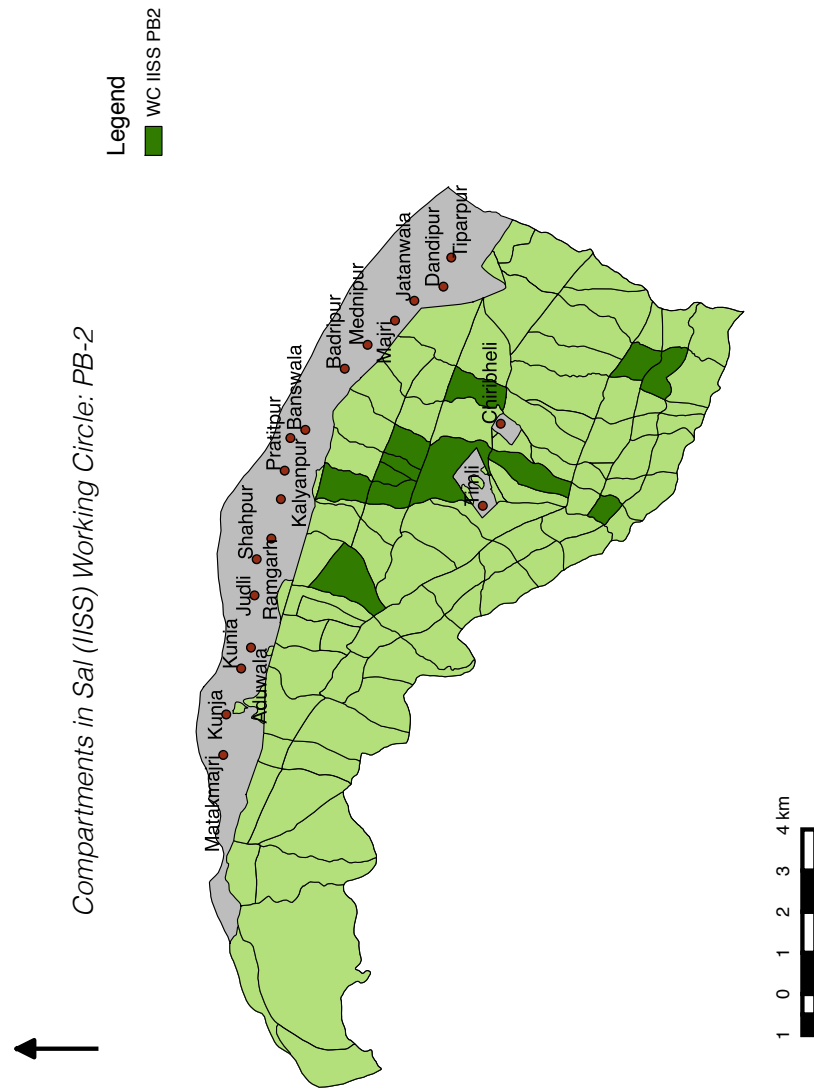 Compartments in Sal (IISS) Working Circle: PB-2
Legend
WC IISS PB2
Matakmajri
Kunja
Aduwala
Kunia
Judli
Ramgarh
Shahpur
Kalyanpur
Pratitpur
Banswala
Badripur
Mednipur
Majri
Jatanwala
Dandipur
Tiparpur
Timli
Chiribheli
1 0 1 2 3 4 km